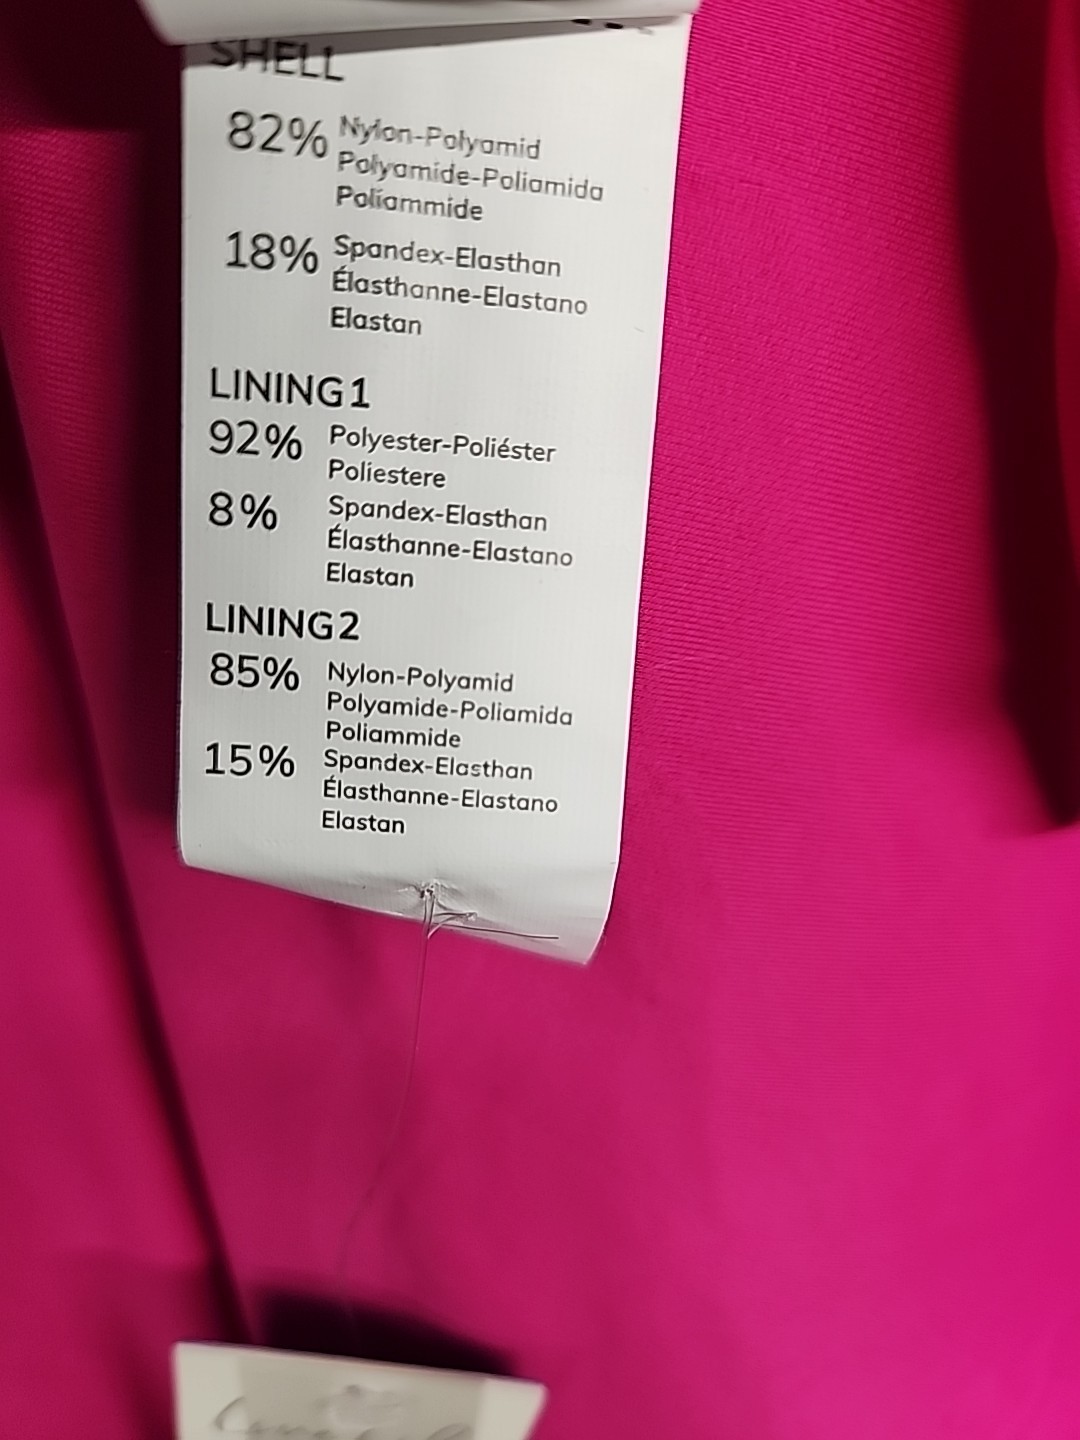 SHELL
82% Nylon-Polyamid
Polyamide-Poliamida
Poliammide
18% Spandex-Elasthan
Élasthanne-Elastano
Elastan
LINING1
92% Polyester-Poliéster
Poliestere
8% Spandex-Elasthan
Élasthanne-Elastano
Elastan
LINING2
85% Nylon-Polyamid
Polyamide-Poliamida
Poliammide
15% Spandex-Elasthan
Élasthanne-Elastano
Elastan